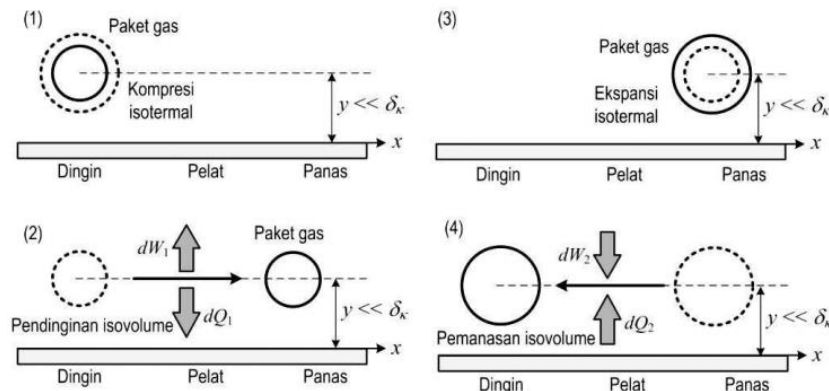 (1)
Paket gas
Kompresi
isotermal
y << δκ
x
Dingin Pelat Panas
(3)
Paket gas
Ekspansi
isotermal
y << δκ
x
Dingin Pelat Panas
(2)
dW1
Paket gas
Pendinginan isovolume
dQ1
y << δκ
x
Dingin Pelat Panas
(4)
dW2
Pemanasan isovolume
dQ2
y << δκ
x
Dingin Pelat Panas